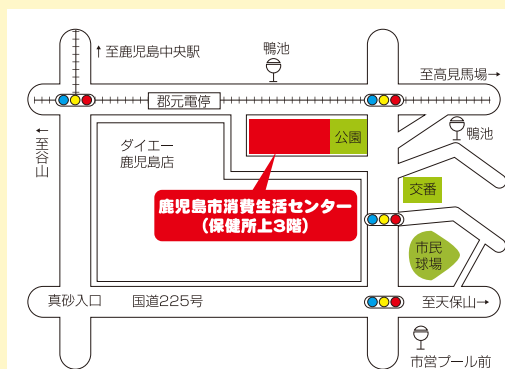 ↑至鹿児島中央駅
鴨池
至高見馬場→
郡元電停
鴨池
←至谷山
ダイエー
鹿児島店
公園
交番
鹿児島市消費生活センター
(保健所上3階)
市民
球場
真砂入口
国道225号
至天保山→
市営プール前